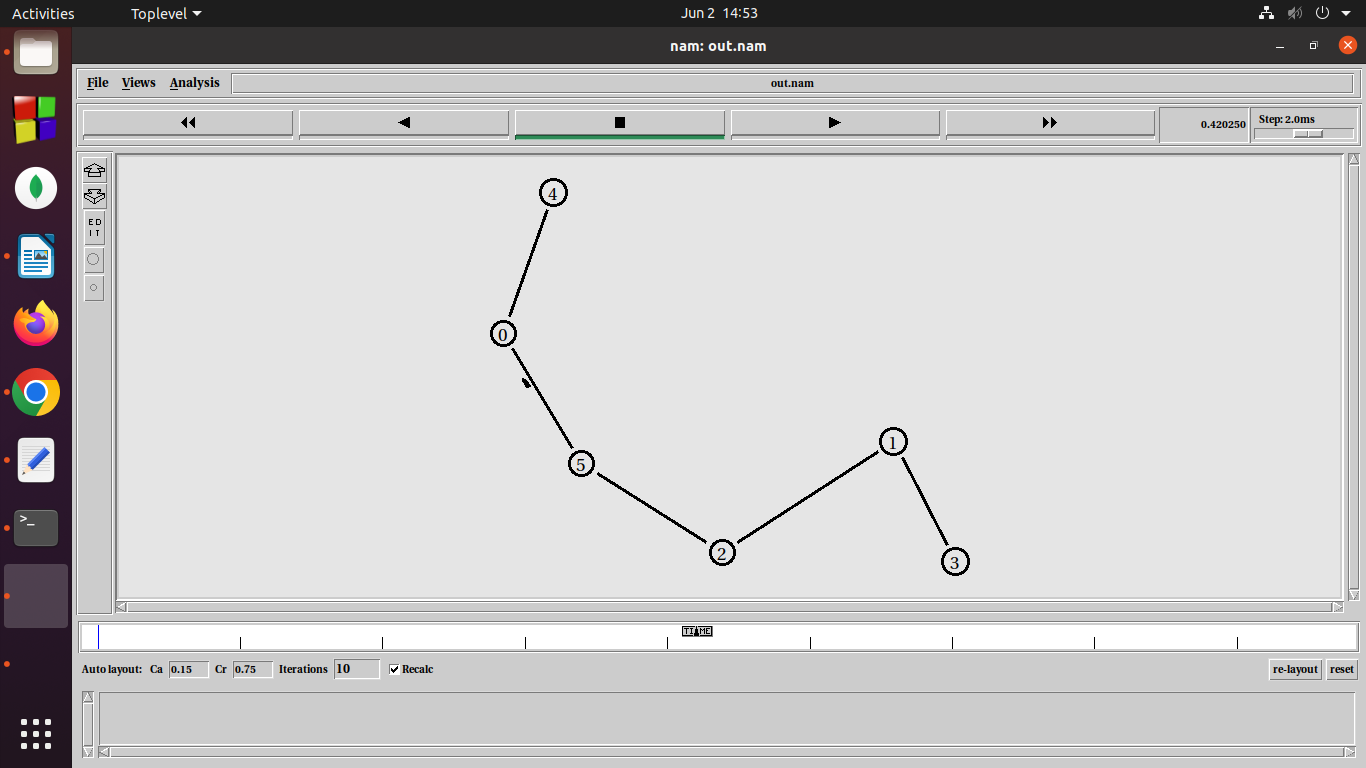 Activities Toplevel Jun 2 14:53
nam: out.nam
File Views Analysis out.nam
0.420250 Step: 2.0ms
ED
IT
4
0
1
5
2
3
TIME
Auto layout: Ca 0.15 Cr 0.75 Iterations 10 Recalc re-layout reset
>_